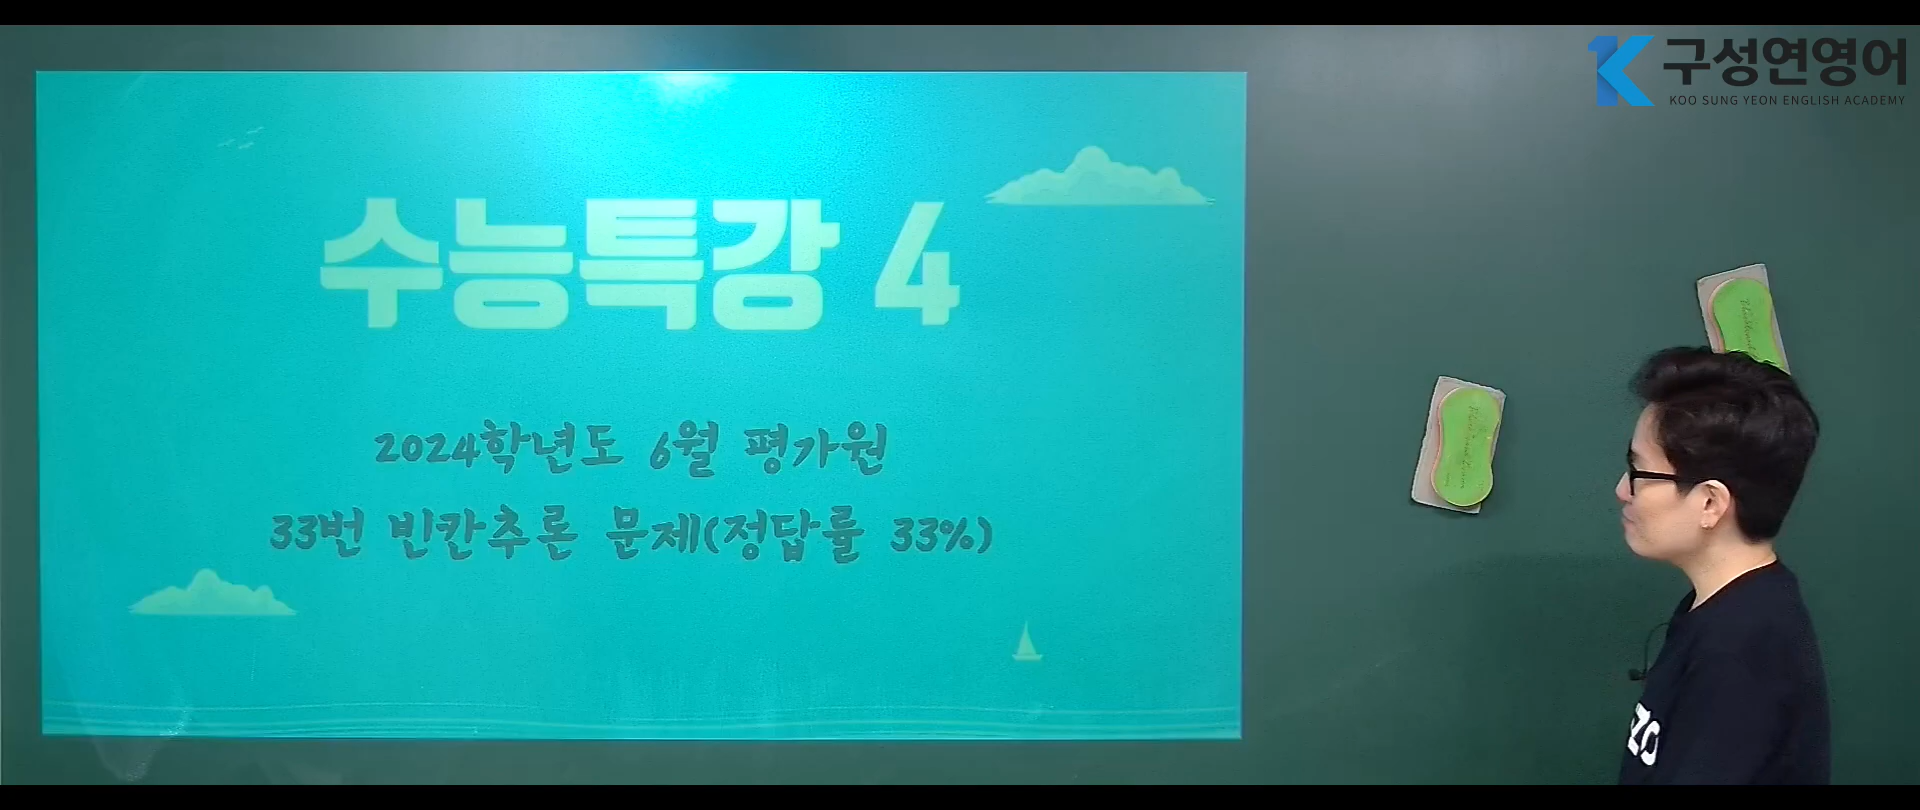 구성연영어
KOO SUNG YEON ENGLISH ACADEMY
수능특강 4
2024학년도 6월 평가원
33번 빈칸추론 문제(정답률 33%)
ZO